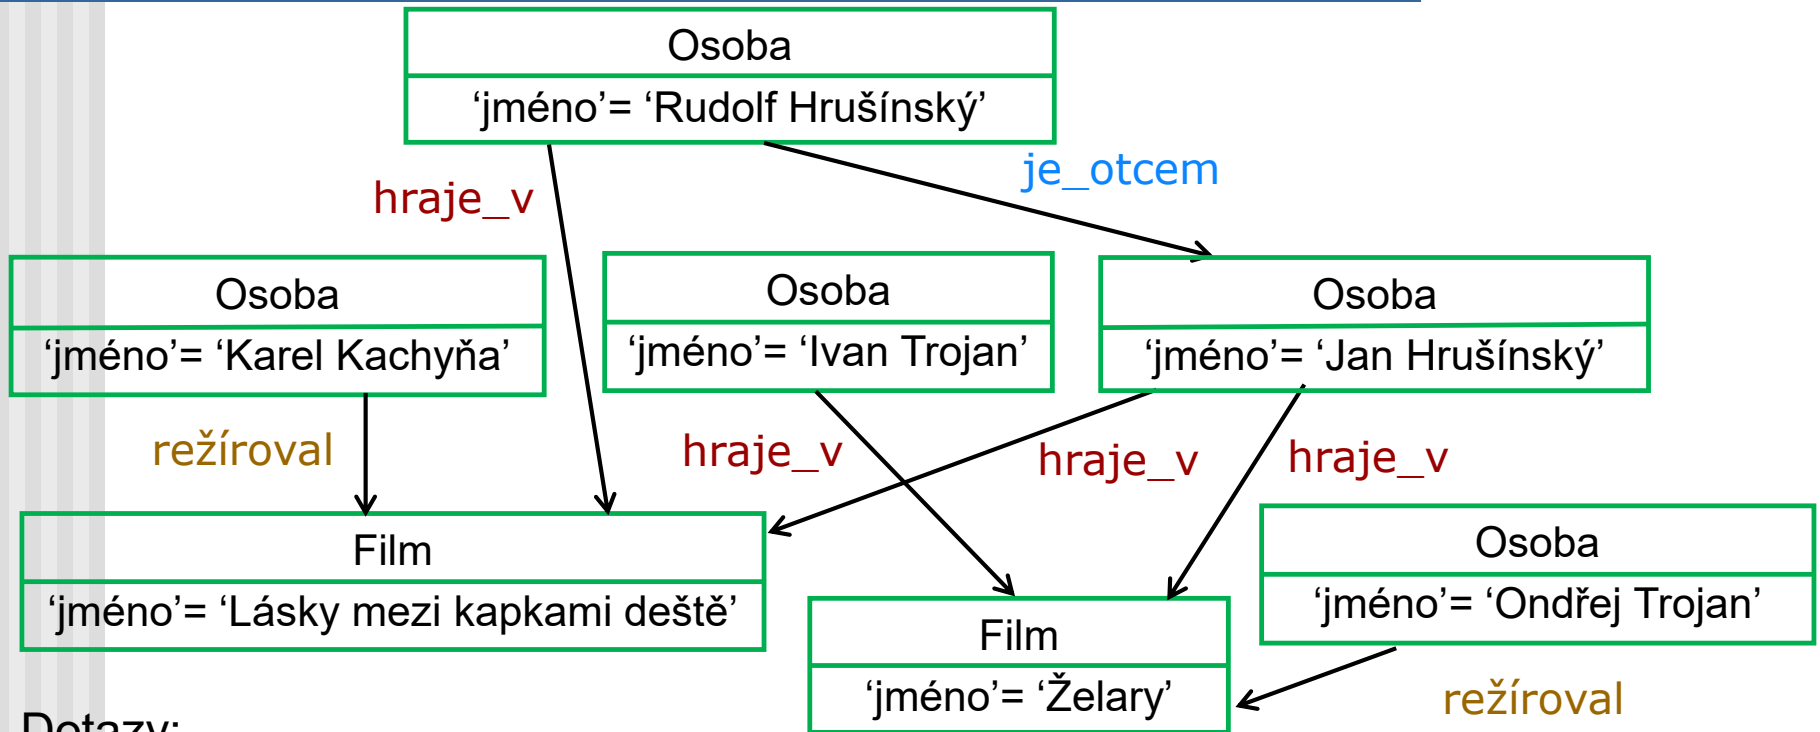 Osoba
‘jméno’= ‘Rudolf Hrušínský’
je_otcem
hraje_v
Osoba
‘jméno’= ‘Karel Kachyňa’
Osoba
‘jméno’= ‘Ivan Trojan’
Osoba
‘jméno’= ‘Jan Hrušínský’
režíroval
hraje_v
hraje_v
hraje_v
Film
‘jméno’= ‘Lásky mezi kapkami deště’
Osoba
‘jméno’= ‘Ondřej Trojan’
Film
‘jméno’= ‘Želary’
režíroval
Dotazy: